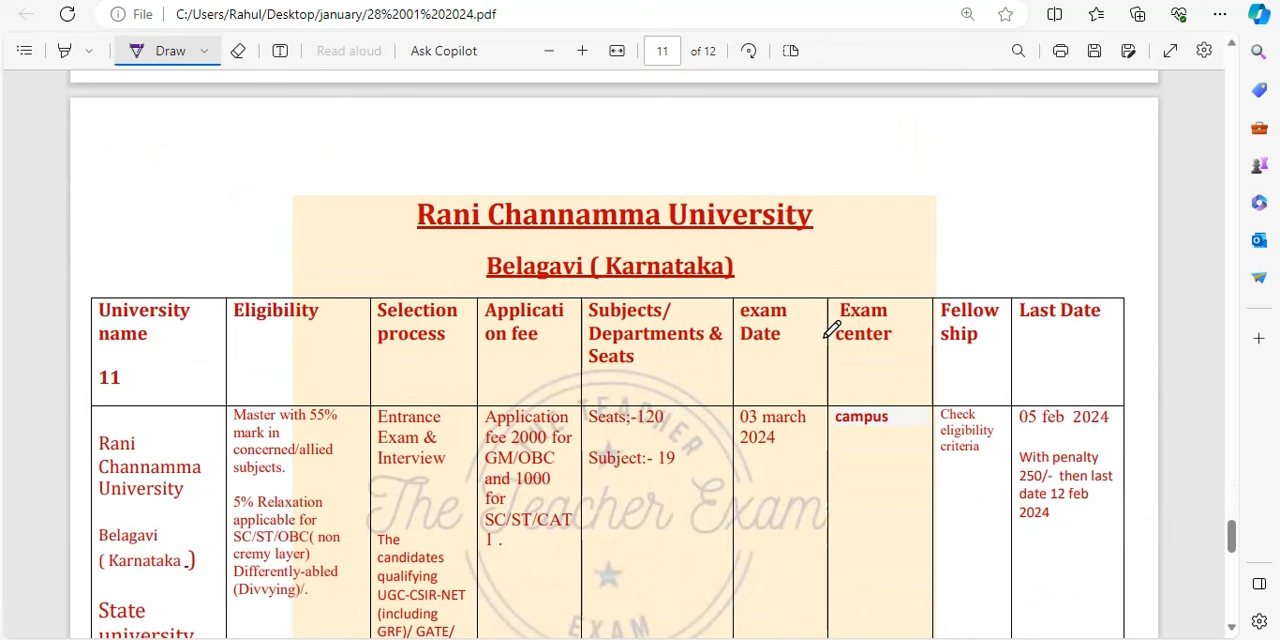 File
C:/Users/Rahul/Desktop/january/28%2001%202024.pdf
Draw
Read aloud
Ask Copilot
11
of 12
Rani Channamma University
Belagavi ( Karnataka)
University
name
11
Eligibility
Selection
process
Applicati
on fee
Subjects/
Departments &
Seats
exam
Date
Exam
center
Fellow
ship
Last Date
Rani
Channamma
University
Belagavi
( Karnataka )
State
university
Master with 55%
mark in
concerned/allied
subjects.
5% Relaxation
applicable for
SC/ST/OBC( non
cremy layer)
Differently-abled
(Divvying)/.
Entrance
Exam &
Interview
The
candidates
qualifying
UGC-CSIR-NET
(including
GRF)/ GATE/
Application
fee 2000 for
GM/OBC
and 1000
for
SC/ST/CAT
1 .
Seats;-120
Subject:- 19
03 march
2024
campus
Check
eligibility
criteria
05 feb 2024
With penalty
250/- then last
date 12 feb
2024
THE TEACHER
The Teacher Exam
EXAM